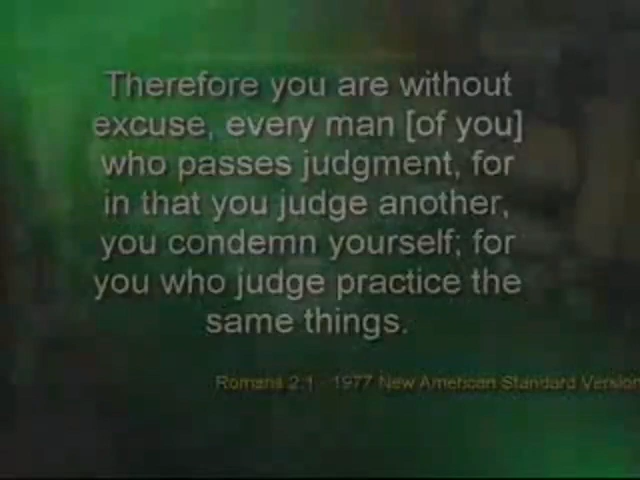 Therefore you are without
excuse, every man [of you]
who passes judgment, for
in that you judge another,
you condemn yourself; for
you who judge practice the
same things.
Romans 2:1 - 1977 New American Standard Version